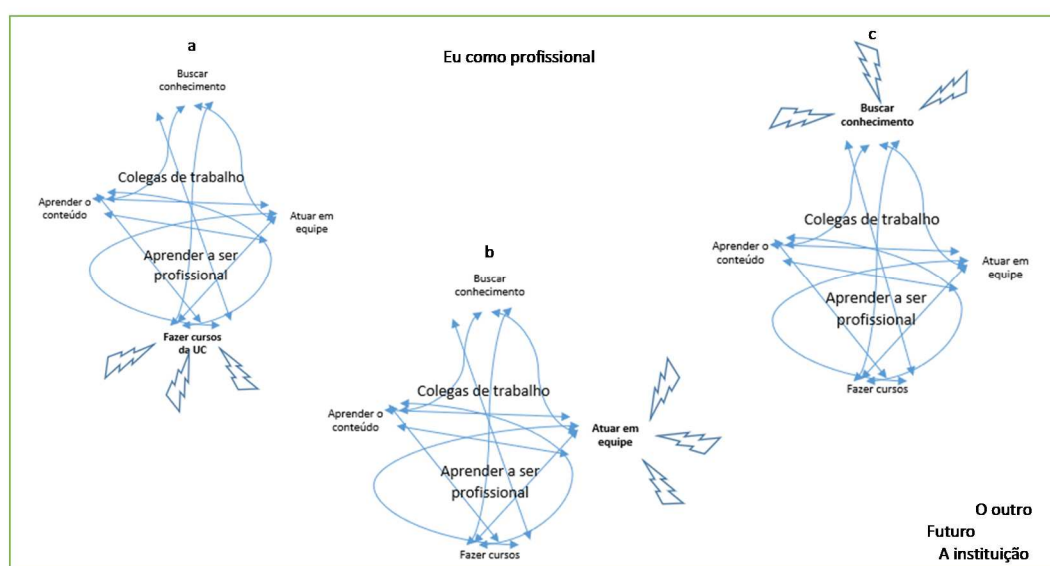 Eu como profissional
a
Buscar
conhecimento
Colegas de trabalho
Aprender o
conteúdo
Atuar em
equipe
Aprender a ser
profissional
Fazer cursos
da UC
b
Buscar
conhecimento
Colegas de trabalho
Aprender o
conteúdo
Atuar em
equipe
Aprender a ser
profissional
Fazer cursos
c
Buscar
conhecimento
Colegas de trabalho
Aprender o
conteúdo
Atuar em
equipe
Aprender a ser
profissional
Fazer cursos
O outro
Futuro
A instituição